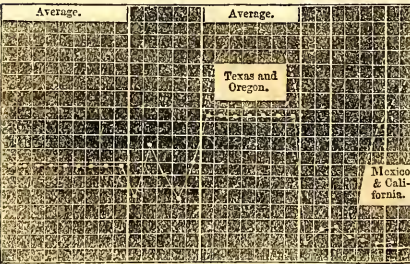 Average.
Average.
Texas and
Oregon.
Mexico
& Cali-
fornia.